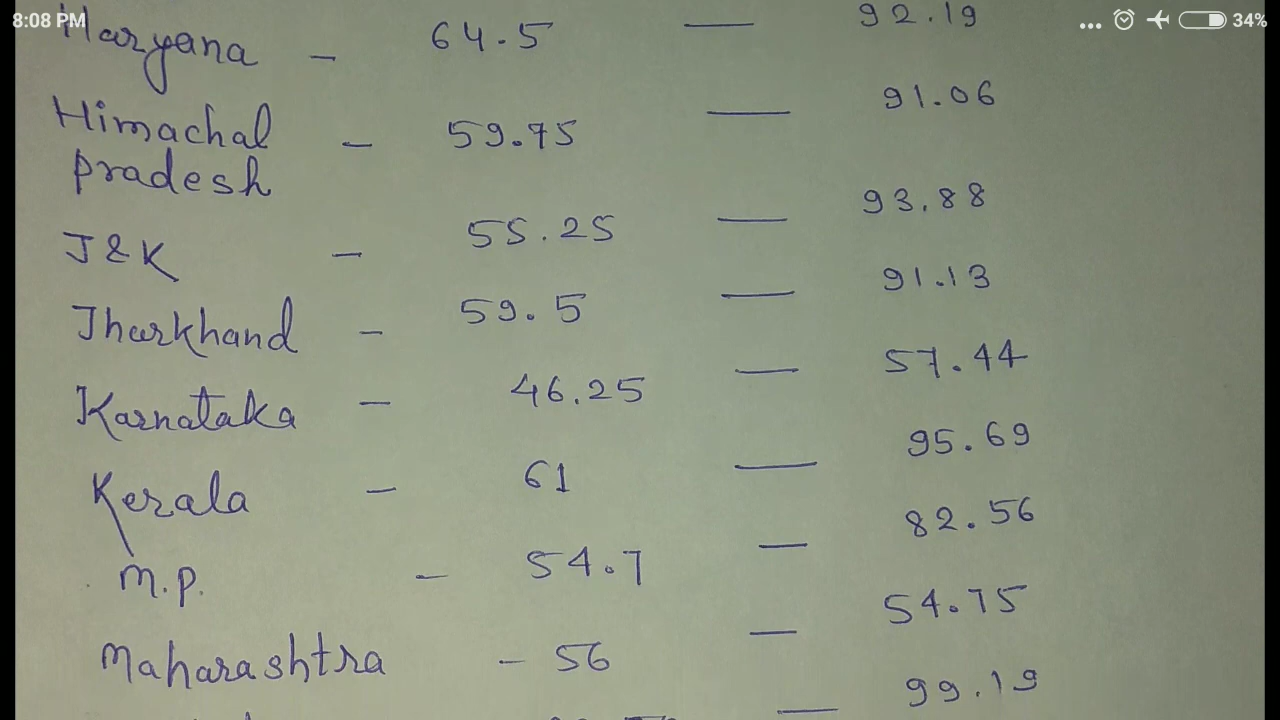 8:08 PM ... 34%
Haryana - 64.5 — 92.19
Himachal - 59.75 — 91.06
pradesh
J&K - 55.25 — 93.88
Jharkhand - 59.5 — 91.13
Karnataka - 46.25 — 57.44
Kerala - 61 — 95.69
M.P. - 54.7 — 82.56
Maharashtra - 56 — 54.75
— 99.19